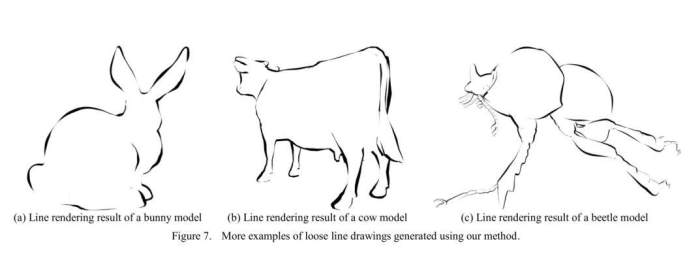 (a) Line rendering result of a bunny model
(b) Line rendering result of a cow model
(c) Line rendering result of a beetle model
Figure 7. More examples of loose line drawings generated using our method.